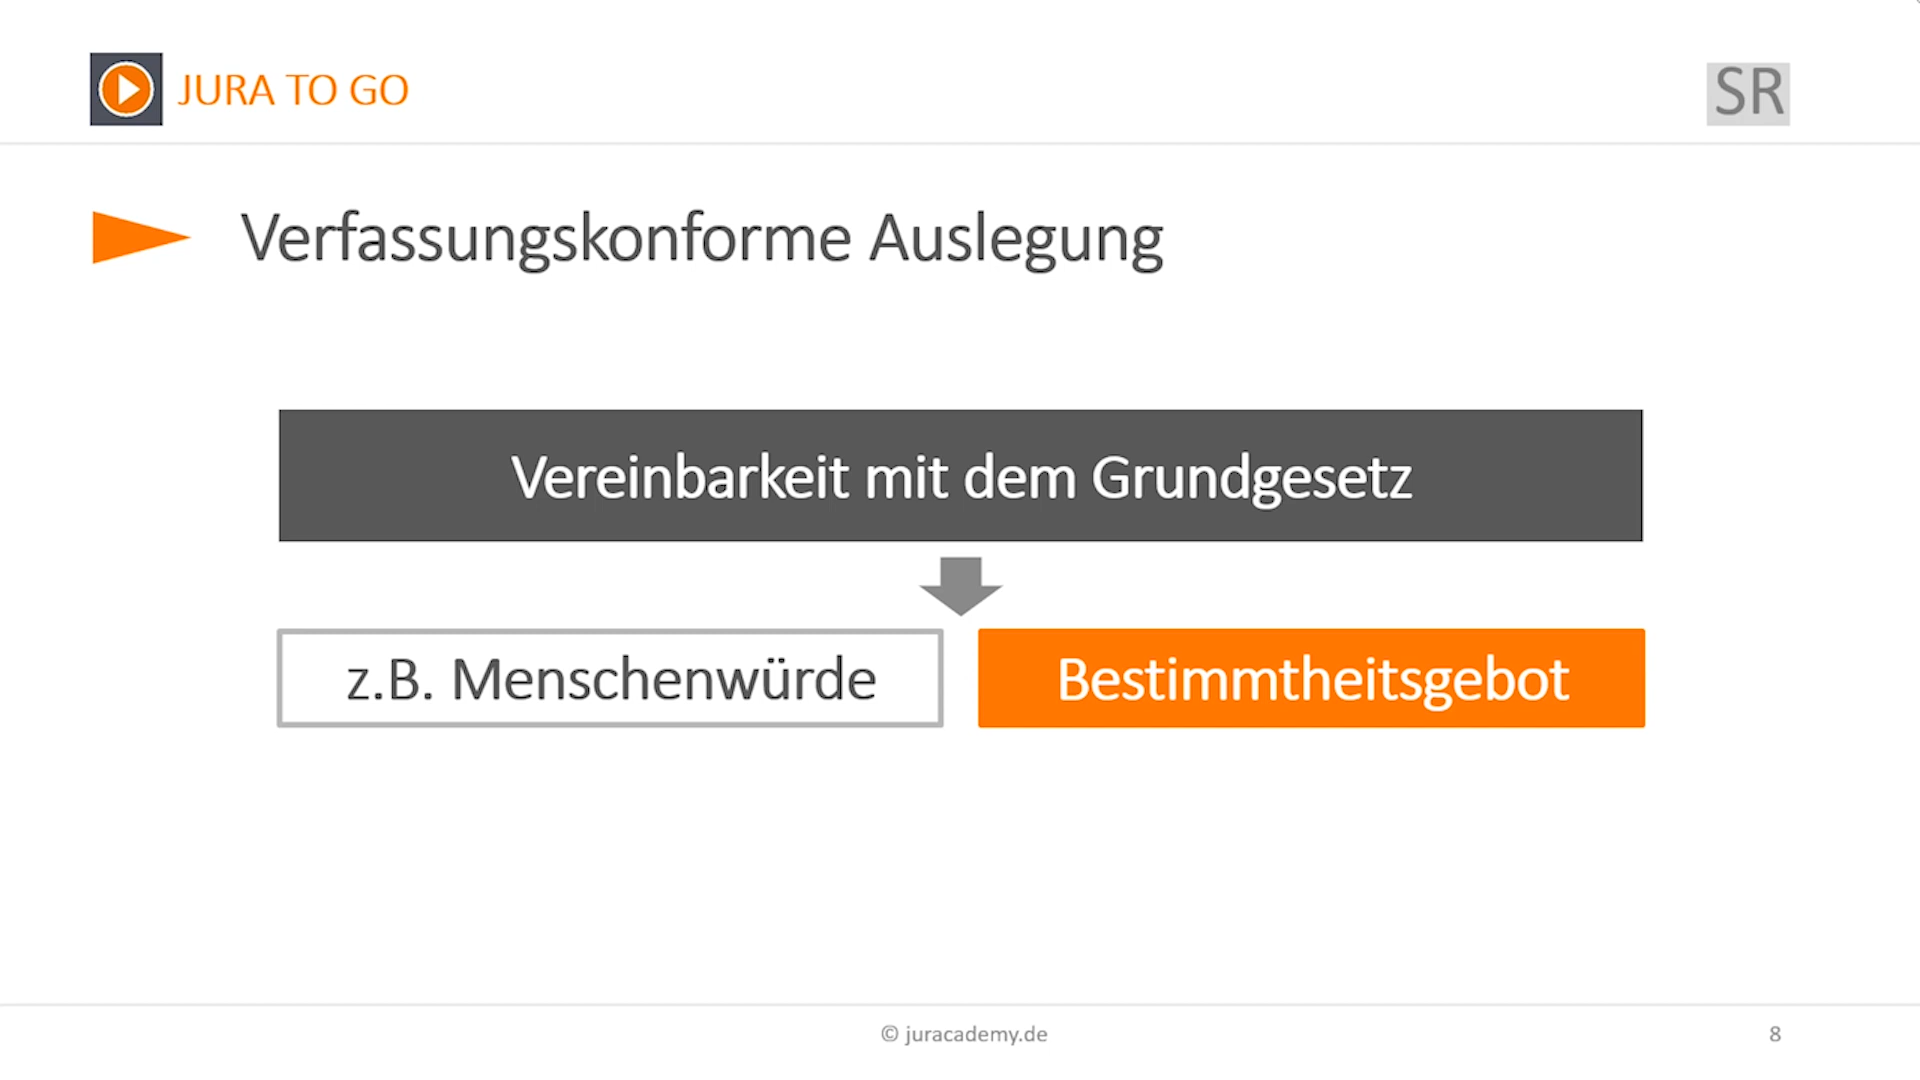 JURA TO GO
SR
Verfassungskonforme Auslegung
Vereinbarkeit mit dem Grundgesetz
z.B. Menschenwürde
Bestimmtheitsgebot
© juracademy.de
8